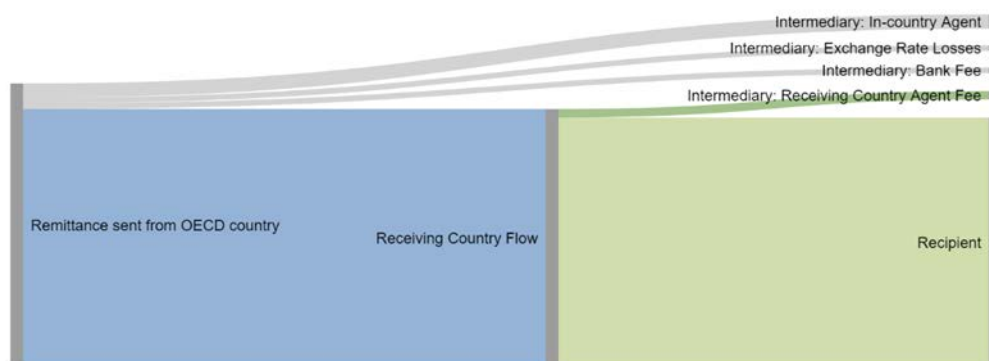 Intermediary: In-country Agent
Intermediary: Exchange Rate Losses
Intermediary: Bank Fee
Intermediary: Receiving Country Agent Fee
Remittance sent from OECD country
Receiving Country Flow
Recipient